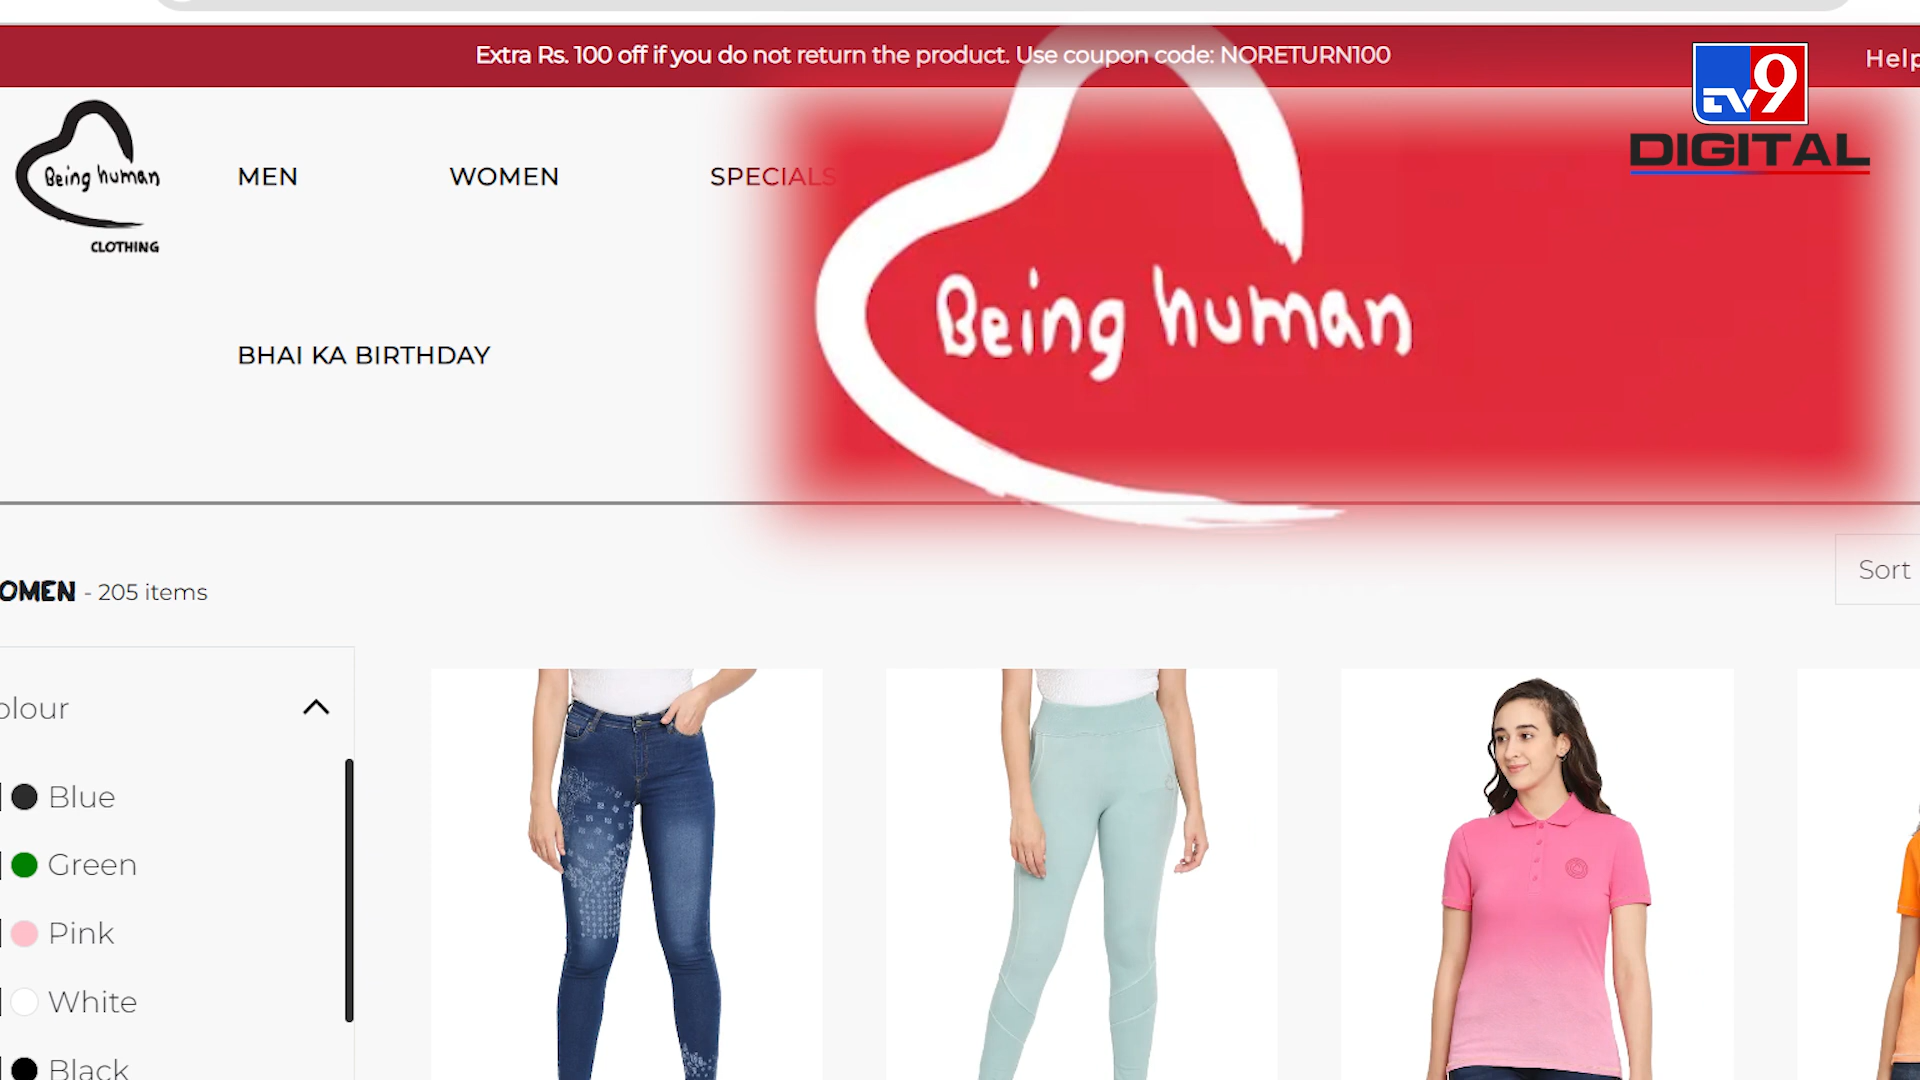 Extra Rs. 100 off if you do not return the product. Use coupon code: NORETURN100
Help
TV9
DIGITAL
Being human
CLOTHING
MEN
WOMEN
SPECIALS
Being human
BHAI KA BIRTHDAY
OMEN - 205 items
Sort
olour
Blue
Green
Pink
White
Black